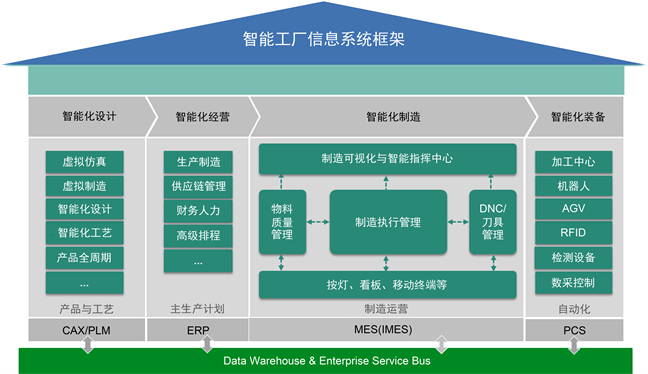 智能工厂信息系统框架
智能化设计
智能化经营
智能化制造
智能化装备
虚拟仿真
虚拟制造
智能化设计
智能化工艺
产品全周期
...
产品与工艺
生产制造
供应链管理
财务人力
高级排程
...
主生产计划
制造可视化与智能指挥中心
物料
质量
管理
制造执行管理
DNC/
刀具
管理
按灯、看板、移动终端等
制造运营
加工中心
机器人
AGV
RFID
检测设备
数采控制
自动化
CAX/PLM
ERP
MES(IMES)
PCS
Data Warehouse & Enterprise Service Bus